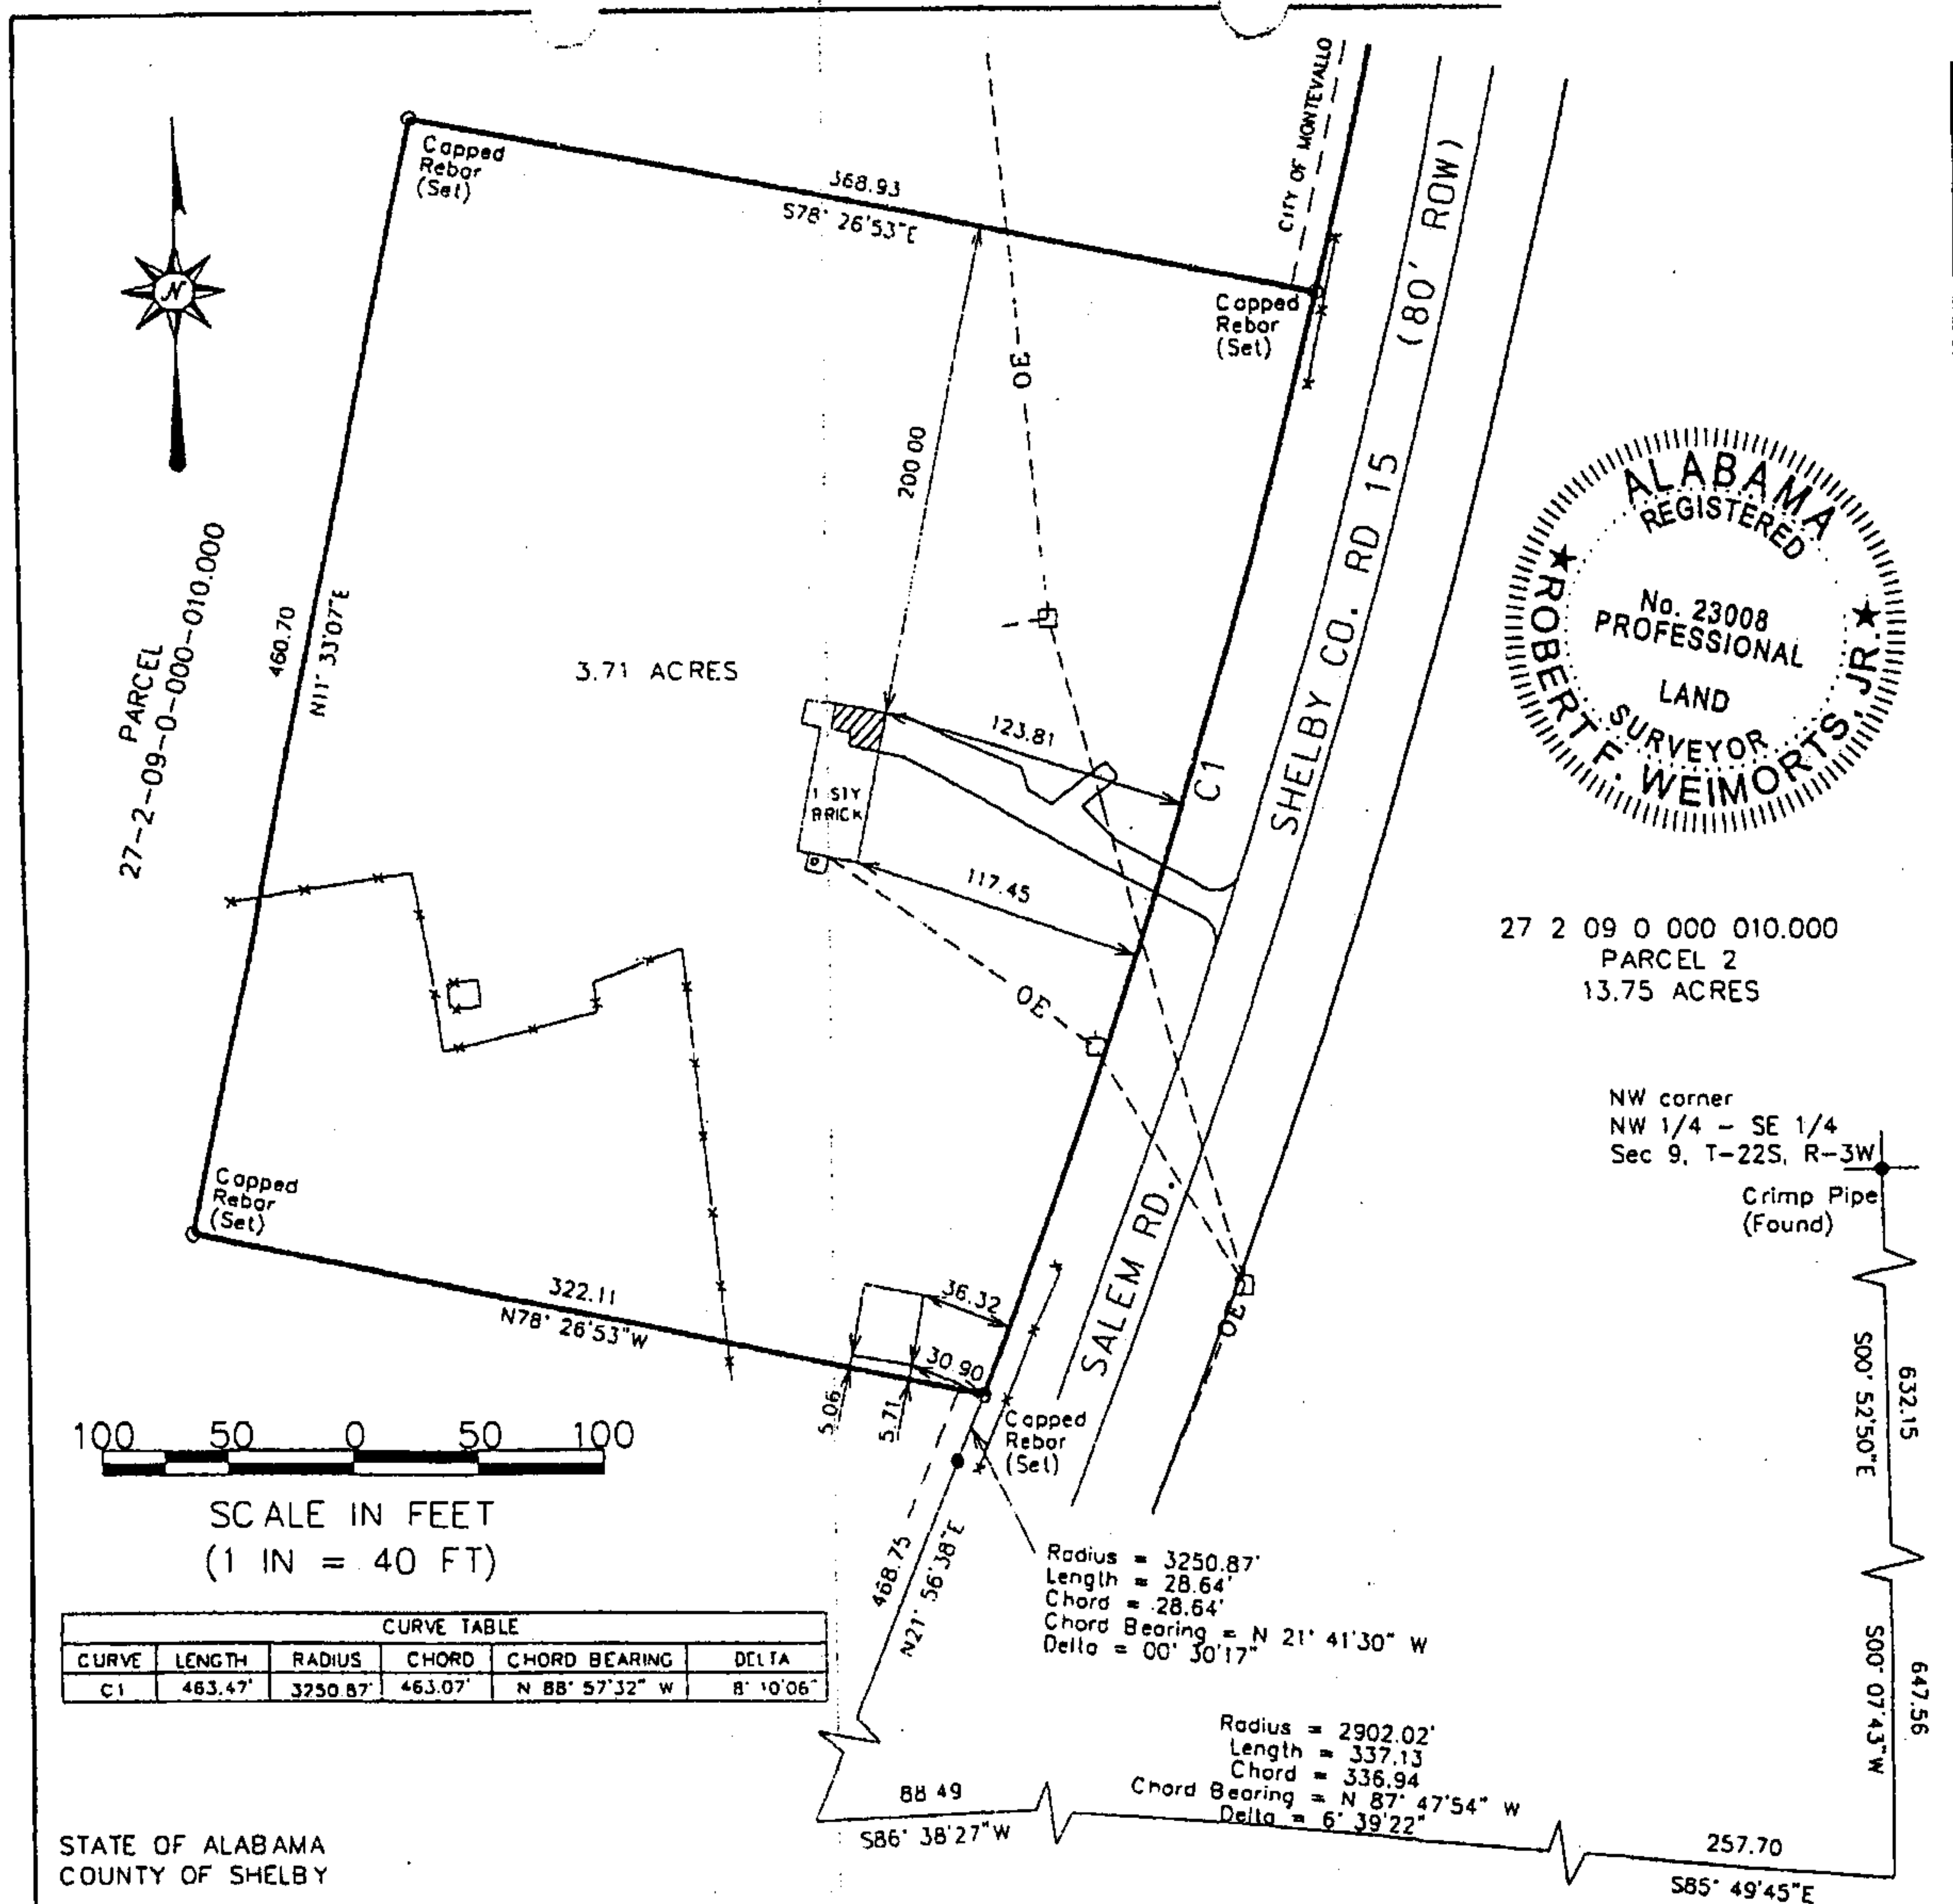 CITY OF MONTEVALLO
Capped
Rebar
(Set)
368.93
S78° 26'53"E
(80' ROW)
N
Capped
Rebar
(Set)
OE
200.00
ALABAMA
REGISTERED
No. 23008
PROFESSIONAL
LAND
SURVEYOR
ROBERT F. WEIMORTS, JR.
PARCEL
27-2-09-0-000-010.000
460.70
N11° 33'07"E
3.71 ACRES
SHELBY CO. RD 15
123.81
C1
1 STY
BRICK
117.45
27 2 09 0 000 010.000
PARCEL 2
13.75 ACRES
OE
NW corner
NW 1/4 - SE 1/4
Sec 9, T-22S, R-3W
Crimp Pipe
(Found)
Capped
Rebar
(Set)
SALEM RD.
322.11
N78° 26'53"W
36.32
30.90
5.06
5.71
OE
632.15
S00° 52'50"E
Capped
Rebar
(Set)
100 50 0 50 100
SCALE IN FEET
(1 IN = 40 FT)
468.75
N21° 56'38"E
Radius = 3250.87'
Length = 28.64'
Chord = 28.64'
Chord Bearing = N 21° 41'30" W
Delta = 00° 30'17"
CURVE TABLE
CURVE LENGTH RADIUS CHORD CHORD BEARING DELTA
C1 463.47' 3250.87' 463.07' N 88° 57'32" W 8° 10'06"
647.56
S00° 07'43"W
Radius = 2902.02'
Length = 337.13
Chord = 336.94
Chord Bearing = N 87° 47'54" W
Delta = 6° 39'22"
88.49
S86° 38'27"W
257.70
S85° 49'45"E
STATE OF ALABAMA
COUNTY OF SHELBY